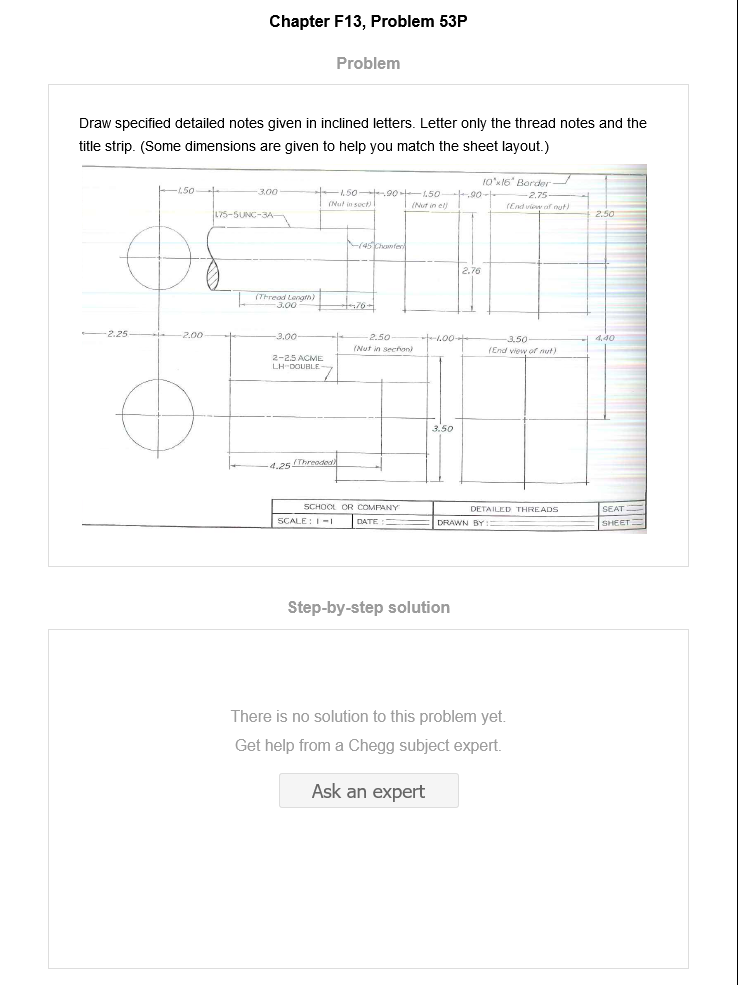 Chapter F13, Problem 53P
Problem
Draw specified detailed notes given in inclined letters. Letter only the thread notes and the
title strip. (Some dimensions are given to help you match the sheet layout.)
10"x16" Border
1.50 3.00 1.50 .90 1.50 .90 2.75
(Nut in sect) (Nut in el) (End view of nut)
1.75-5UNC-3A 2.50
(45° Chamfer)
2.76
(Thread Length)
3.00 .76
2.25 2.00 3.00 2.50 1.00 3.50 4.40
(Nut in section) (End view of nut)
2-2.5 ACME
LH-DOUBLE
3.50
4.25 (Threaded)
SCHOOL OR COMPANY DETAILED THREADS SEAT
SCALE: 1-1 DATE: DRAWN BY: SHEET
Step-by-step solution
There is no solution to this problem yet.
Get help from a Chegg subject expert.
Ask an expert